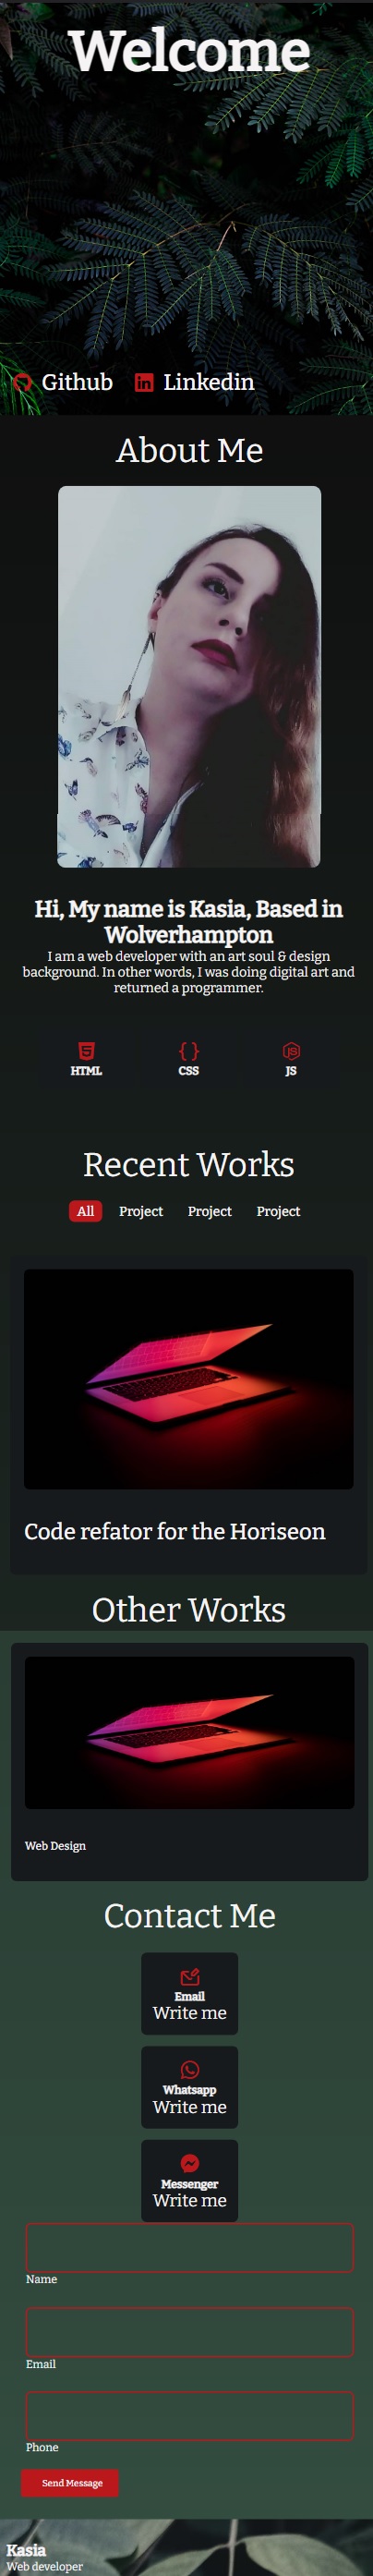 Welcome
Github Linkedin
About Me
Hi, My name is Kasia, Based in
Wolverhampton
I am a web developer with an art soul & design
background. In other words, I was doing digital art and
returned a programmer.
HTML CSS JS
Recent Works
All Project Project Project
Code refator for the Horiseon
Other Works
Web Design
Contact Me
Email
Write me
Whatsapp
Write me
Messenger
Write me
Name
Email
Phone
Send Message
Kasia
Web developer